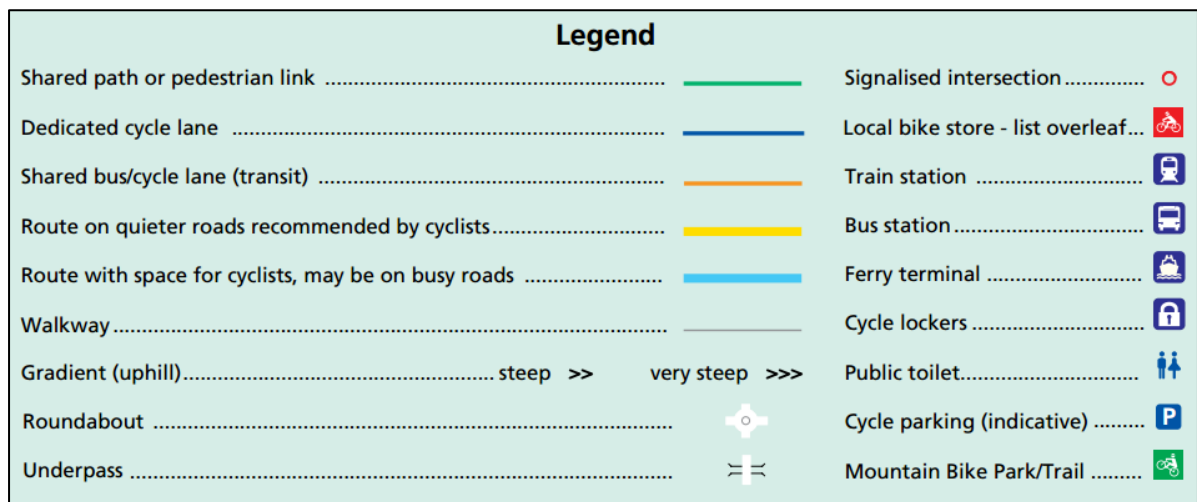 Legend
Shared path or pedestrian link ..................................................................
Dedicated cycle lane ..................................................................................
Shared bus/cycle lane (transit) ..................................................................
Route on quieter roads recommended by cyclists.................................
Route with space for cyclists, may be on busy roads ..........................
Walkway.....................................................................................................
Gradient (uphill)........................................................... steep >> very steep >>>
Roundabout .................................................................................................
Underpass ....................................................................................................
Signalised intersection...............
Local bike store - list overleaf...
Train station ................................
Bus station....................................
Ferry terminal .............................
Cycle lockers ................................
Public toilet..................................
Cycle parking (indicative) ......... P
Mountain Bike Park/Trail .........